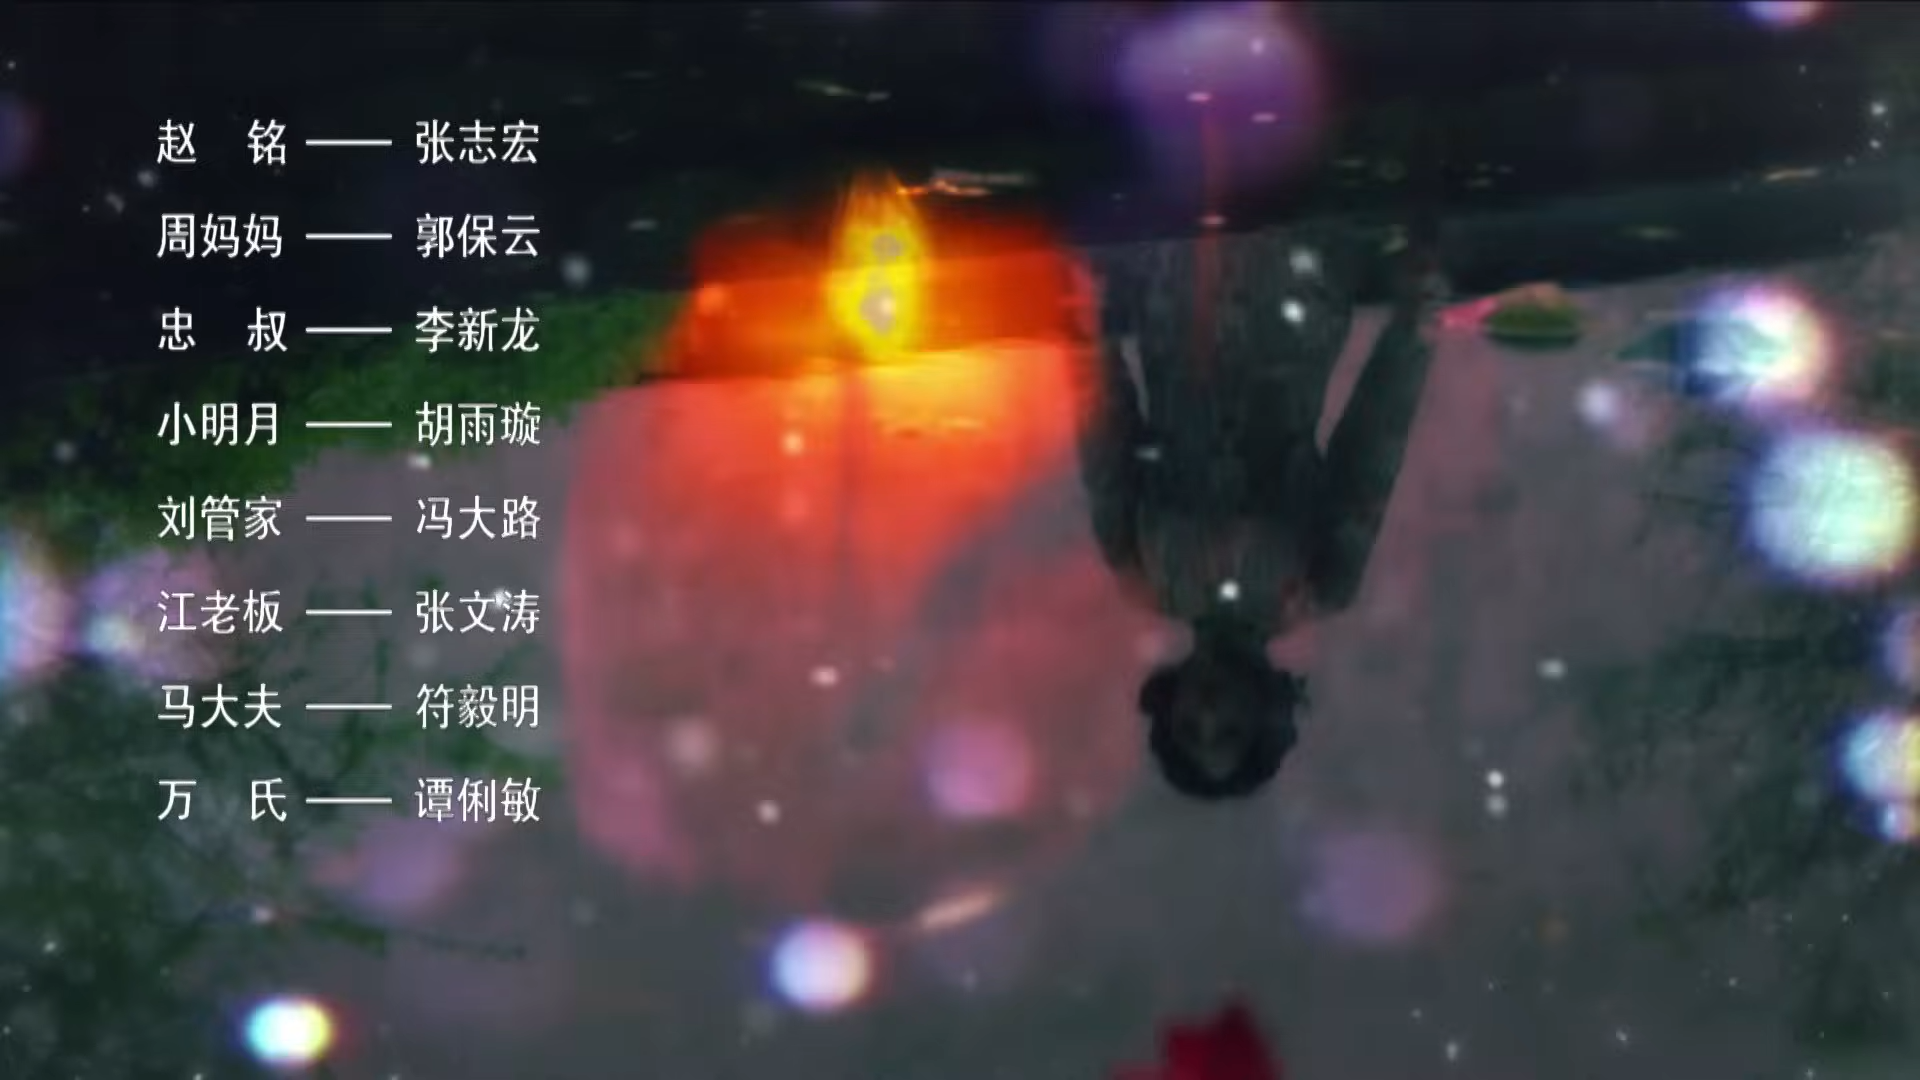 赵 铭 —— 张志宏
周妈妈 —— 郭保云
忠 叔 —— 李新龙
小明月 —— 胡雨璇
刘管家 —— 冯大路
江老板 —— 张文涛
马大夫 —— 符毅明
万 氏 —— 谭俐敏